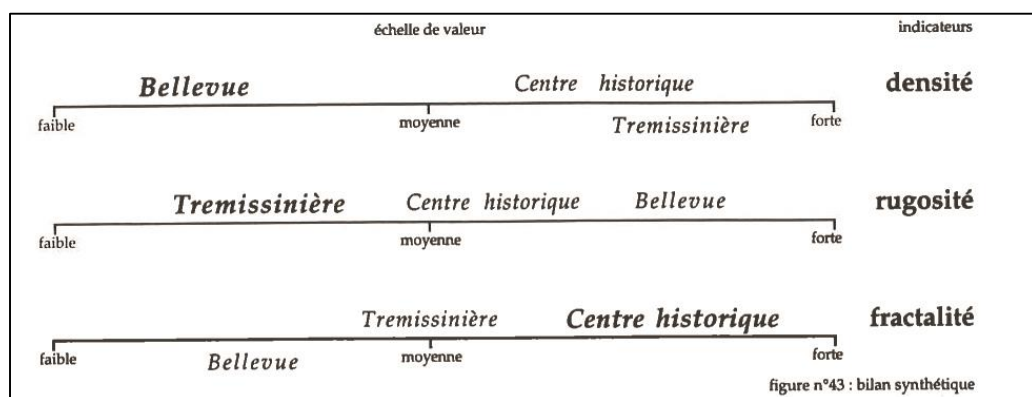 échelle de valeur indicateurs
Bellevue Centre historique densité
faible moyenne forte
Tremissinière
Tremissinière Centre historique Bellevue rugosité
faible moyenne forte
Tremissinière Centre historique fractalité
faible moyenne forte
Bellevue
figure n°43 : bilan synthétique